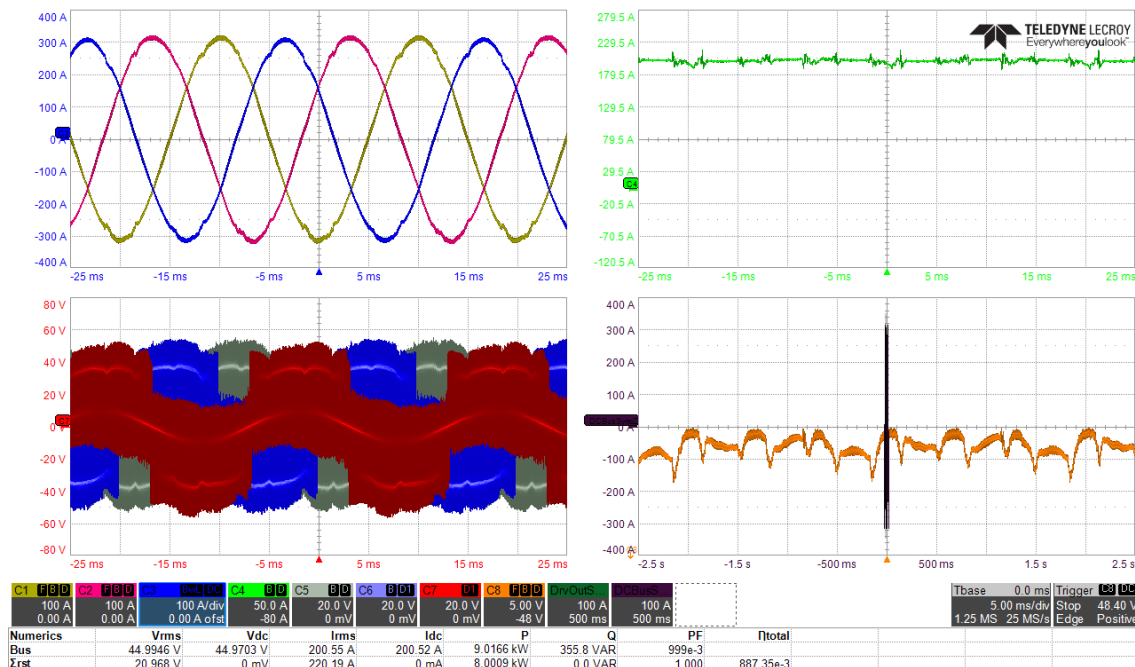 400 A
300 A
200 A
100 A
0 A
-100 A
-200 A
-300 A
-400 A
-25 ms -15 ms -5 ms 5 ms 15 ms 25 ms
279.5 A
229.5 A
179.5 A
129.5 A
79.5 A
29.5 A
-20.5 A
-70.5 A
-120.5 A
C4
-25 ms -15 ms -5 ms 5 ms 15 ms 25 ms
TELEDYNE LECROY
Everywhereyoulook™
80 V
60 V
40 V
20 V
0 V
-20 V
-40 V
-60 V
-80 V
-25 ms -15 ms -5 ms 5 ms 15 ms 25 ms
400 A
300 A
200 A
100 A
0 A
-100 A
-200 A
-300 A
-400 A
-2.5 s -1.5 s -500 ms 500 ms 1.5 s 2.5 s
C1 F B D C2 F B D C3 BwL DC C4 B D C5 B D C6 B D1 C7 D1 C8 F B D DrvOutS DCBusS Tbase 0.0 ms Trigger C8 DC
100 A 100 A 100 A/div 50.0 A 20.0 V 20.0 V 20.0 V 5.00 V 100 A 100 A 5.00 ms/div Stop 48.40 V
0.00 A 0.00 A 0.00 A ofst -80 A 0 mV 0 mV 0 mV -48 V 500 ms 500 ms 1.25 MS 25 MS/s Edge Positive
Numerics Vrms Vdc Irms Idc P Q PF ηtotal
Bus 44.9946 V 44.9703 V 200.55 A 200.52 A 9.0166 kW 355.8 VAR 999e-3
Σrst 20.968 V 0 mV 220.19 A 0 mA 8.0009 kW 0.0 VAR 1.000 887.35e-3